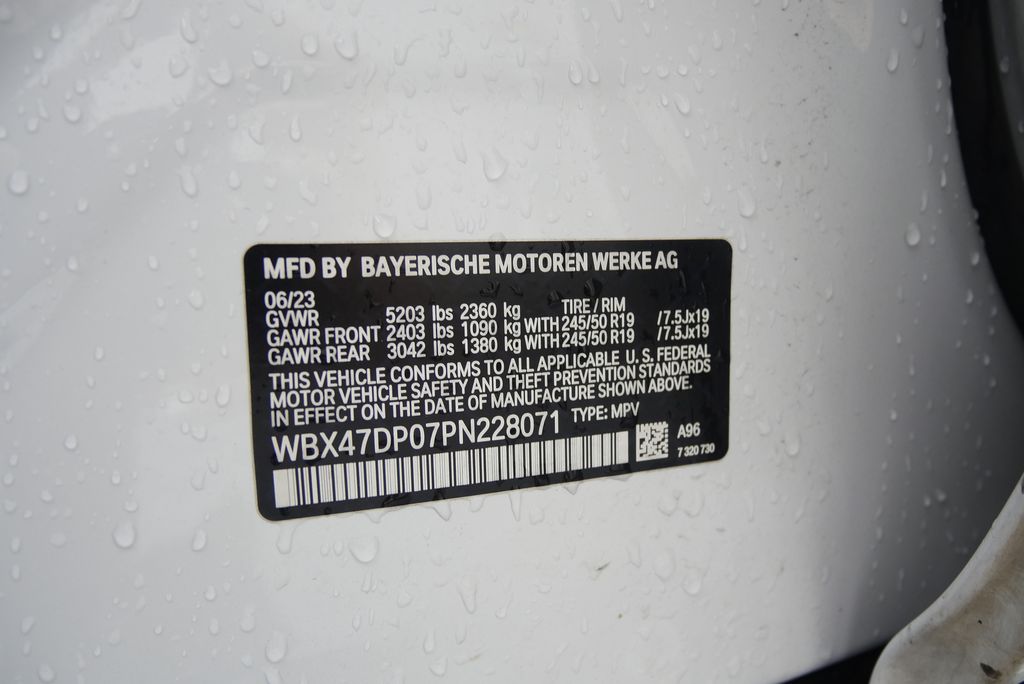 MFD BY BAYERISCHE MOTOREN WERKE AG
06/23 TIRE / RIM
GVWR 5203 lbs 2360 kg
GAWR FRONT 2403 lbs 1090 kg WITH 245/50 R19 /7.5Jx19
GAWR REAR 3042 lbs 1380 kg WITH 245/50 R19 /7.5Jx19
THIS VEHICLE CONFORMS TO ALL APPLICABLE U.S. FEDERAL
MOTOR VEHICLE SAFETY AND THEFT PREVENTION STANDARDS
IN EFFECT ON THE DATE OF MANUFACTURE SHOWN ABOVE.
WBX47DP07PN228071 TYPE: MPV
A96
7 320 730